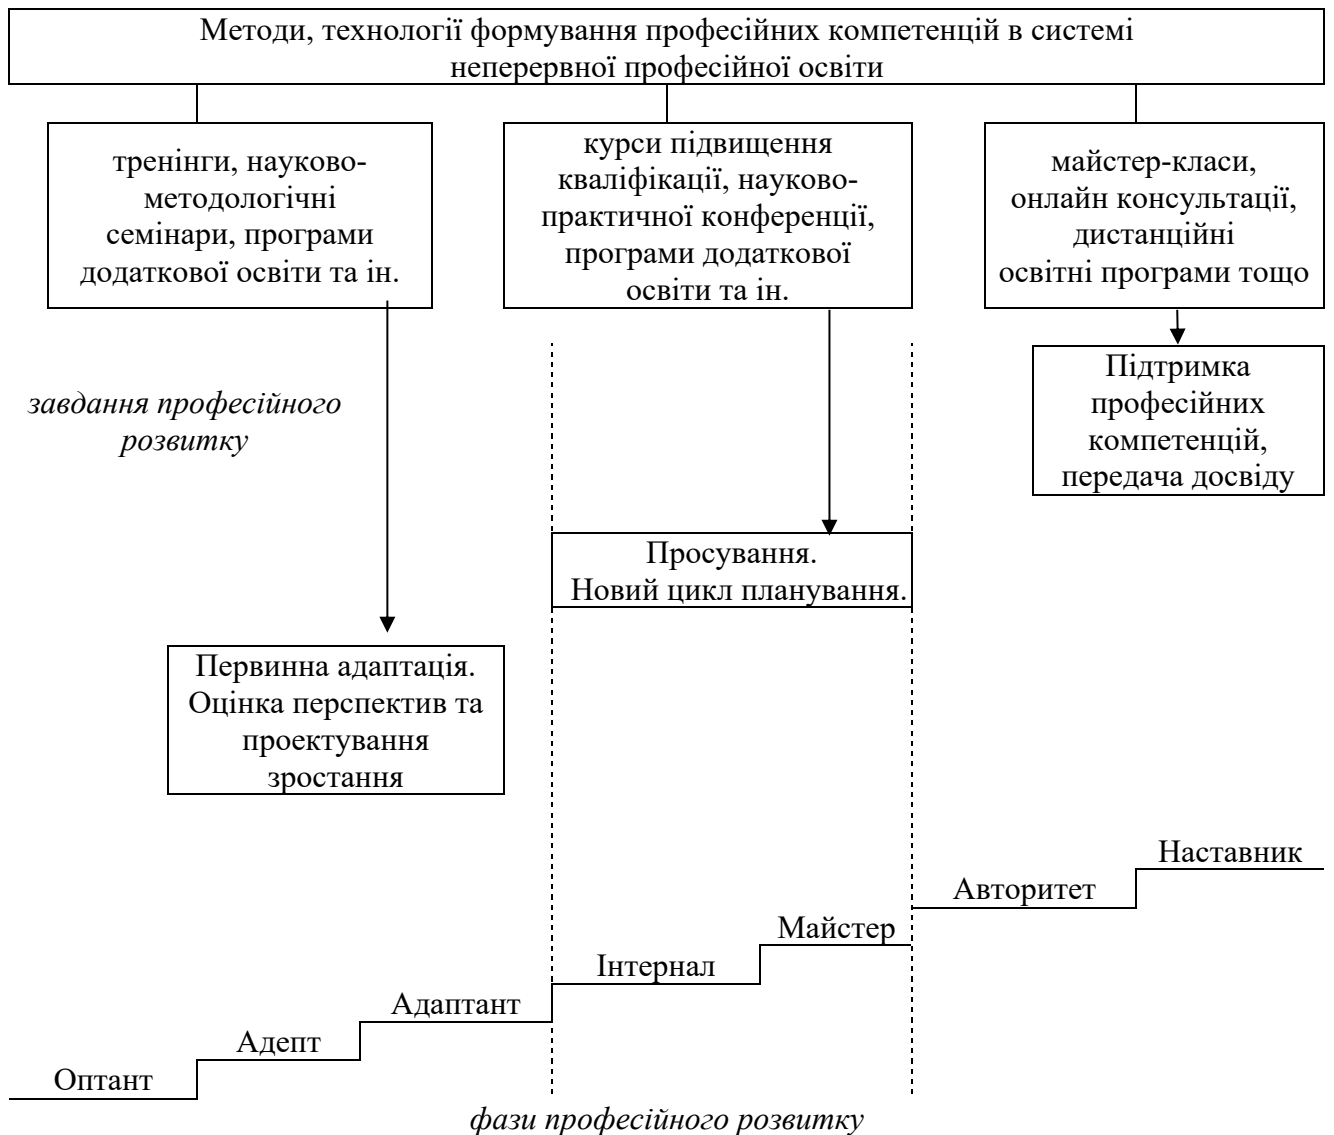 Методи, технології формування професійних компетенцій в системі
неперервної професійної освіти
тренінги, науково-
методологічні
семінари, програми
додаткової освіти та ін.
курси підвищення
кваліфікації, науково-
практичної конференції,
програми додаткової
освіти та ін.
майстер-класи,
онлайн консультації,
дистанційні
освітні програми тощо
завдання професійного
розвитку
Підтримка
професійних
компетенцій,
передача досвіду
Просування.
Новий цикл планування.
Первинна адаптація.
Оцінка перспектив та
проектування
зростання
Наставник
Авторитет
Майстер
Інтернал
Адаптант
Адепт
Оптант
фази професійного розвитку